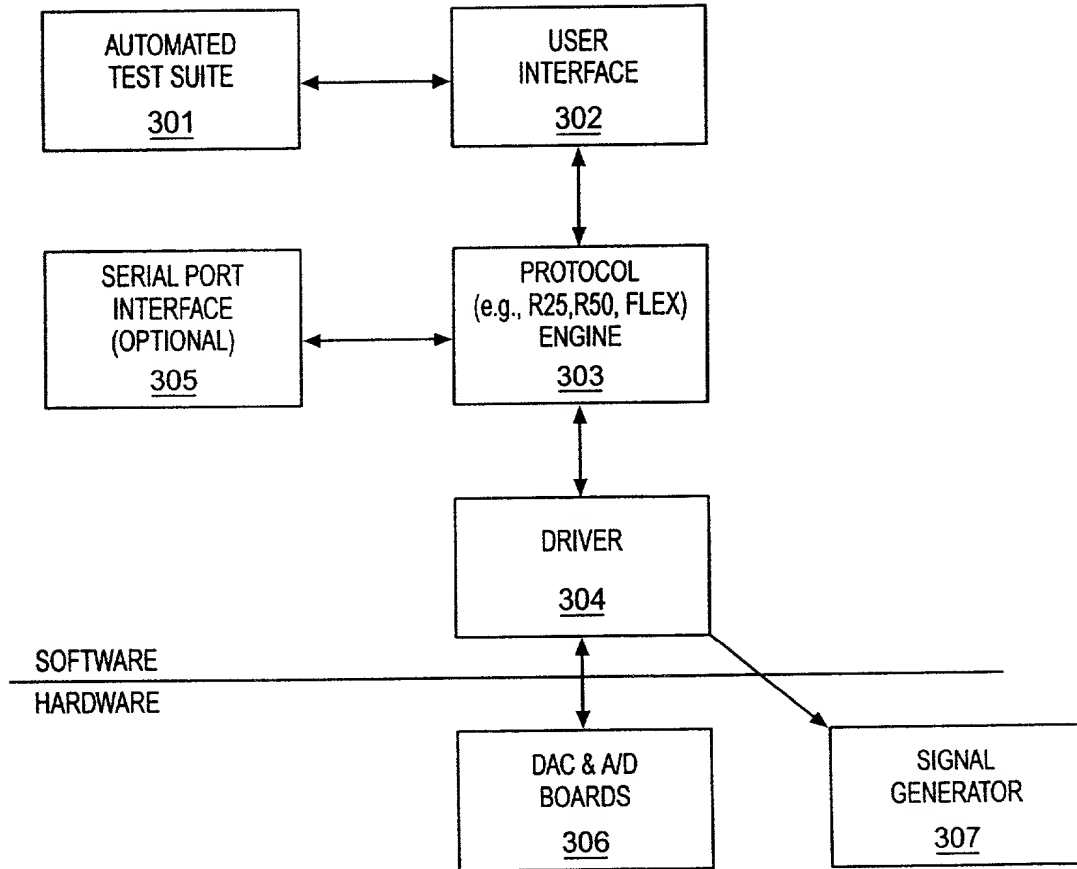 AUTOMATED
TEST SUITE
301
USER
INTERFACE
302
SERIAL PORT
INTERFACE
(OPTIONAL)
305
PROTOCOL
(e.g., R25,R50, FLEX)
ENGINE
303
DRIVER
304
SOFTWARE
HARDWARE
DAC & A/D
BOARDS
306
SIGNAL
GENERATOR
307